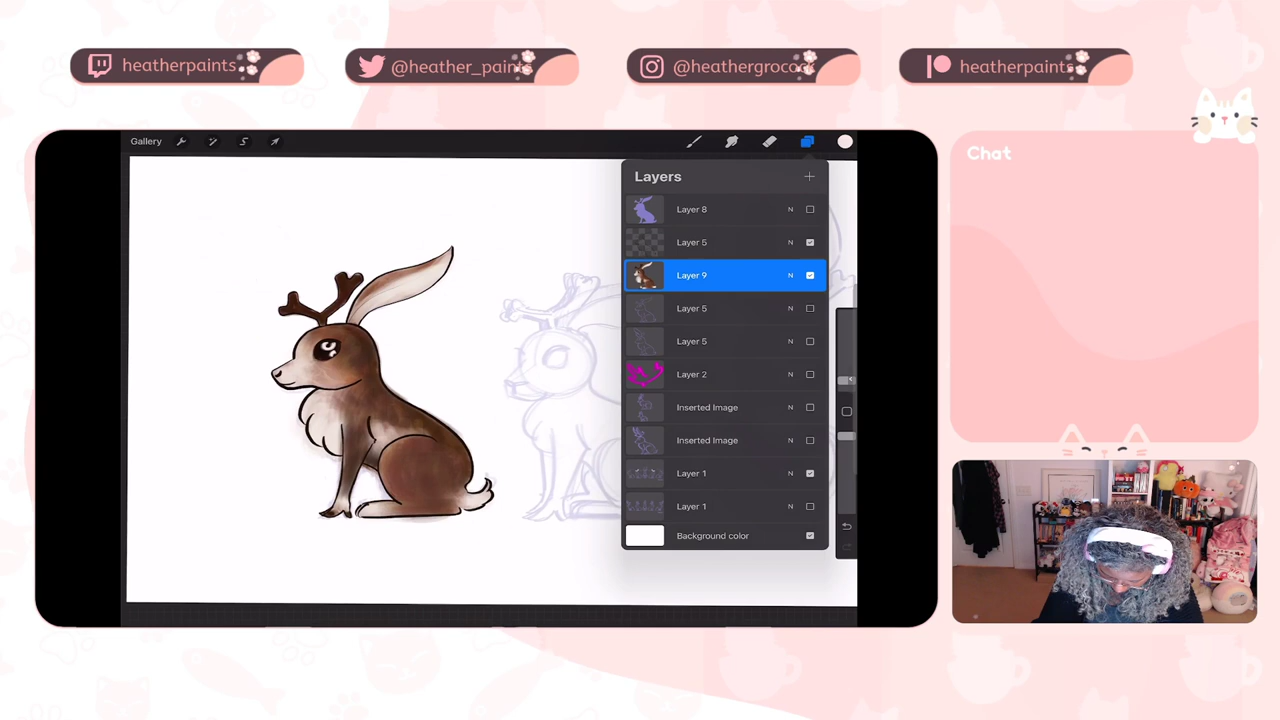 heatherpaints
@heather_paints
@heathergrocock
heatherpaints
Gallery
Chat
Layers
Layer 8 N
Layer 5 N
Layer 9 N
Layer 5 N
Layer 5 N
Layer 2 N
Inserted Image N
Inserted Image N
Layer 1 N
Layer 1 N
Background color